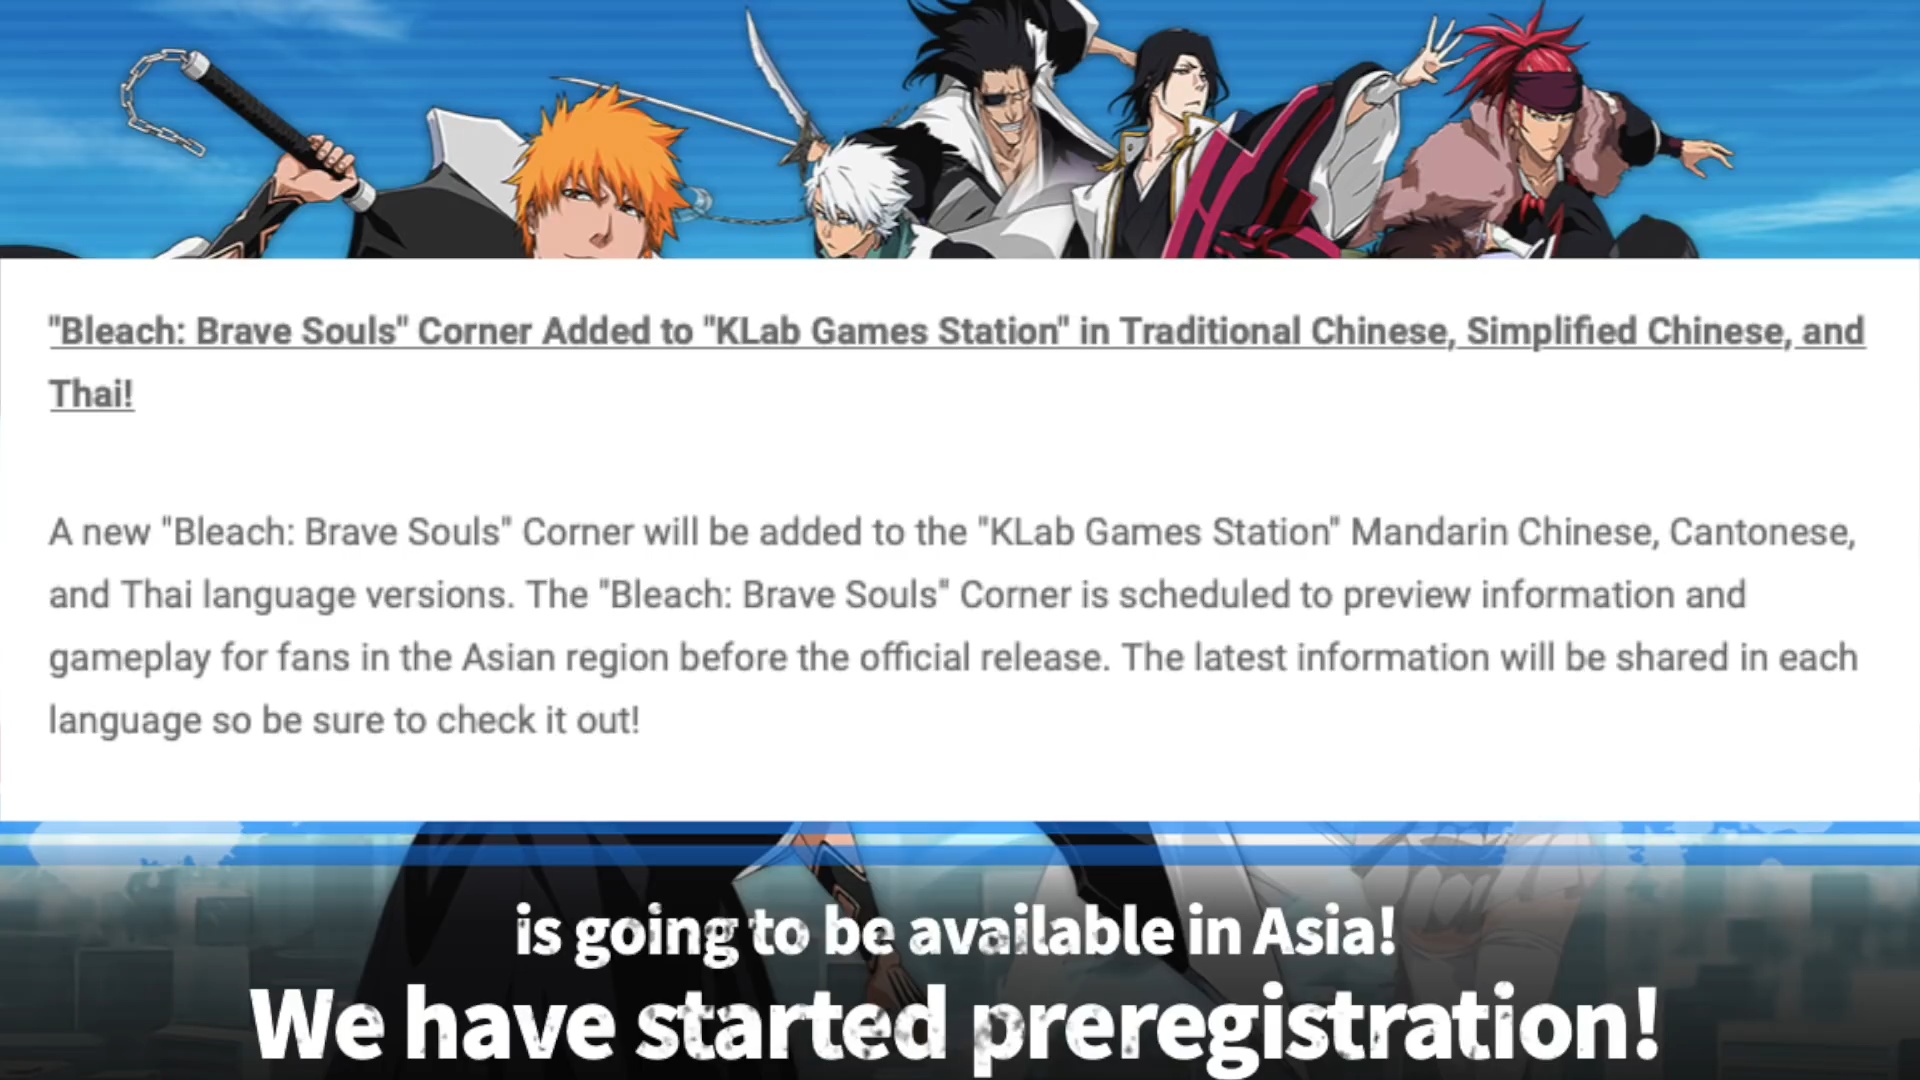 "Bleach: Brave Souls" Corner Added to "KLab Games Station" in Traditional Chinese, Simplified Chinese, and
Thai!
A new "Bleach: Brave Souls" Corner will be added to the "KLab Games Station" Mandarin Chinese, Cantonese,
and Thai language versions. The "Bleach: Brave Souls" Corner is scheduled to preview information and
gameplay for fans in the Asian region before the official release. The latest information will be shared in each
language so be sure to check it out!
is going to be available in Asia!
We have started preregistration!